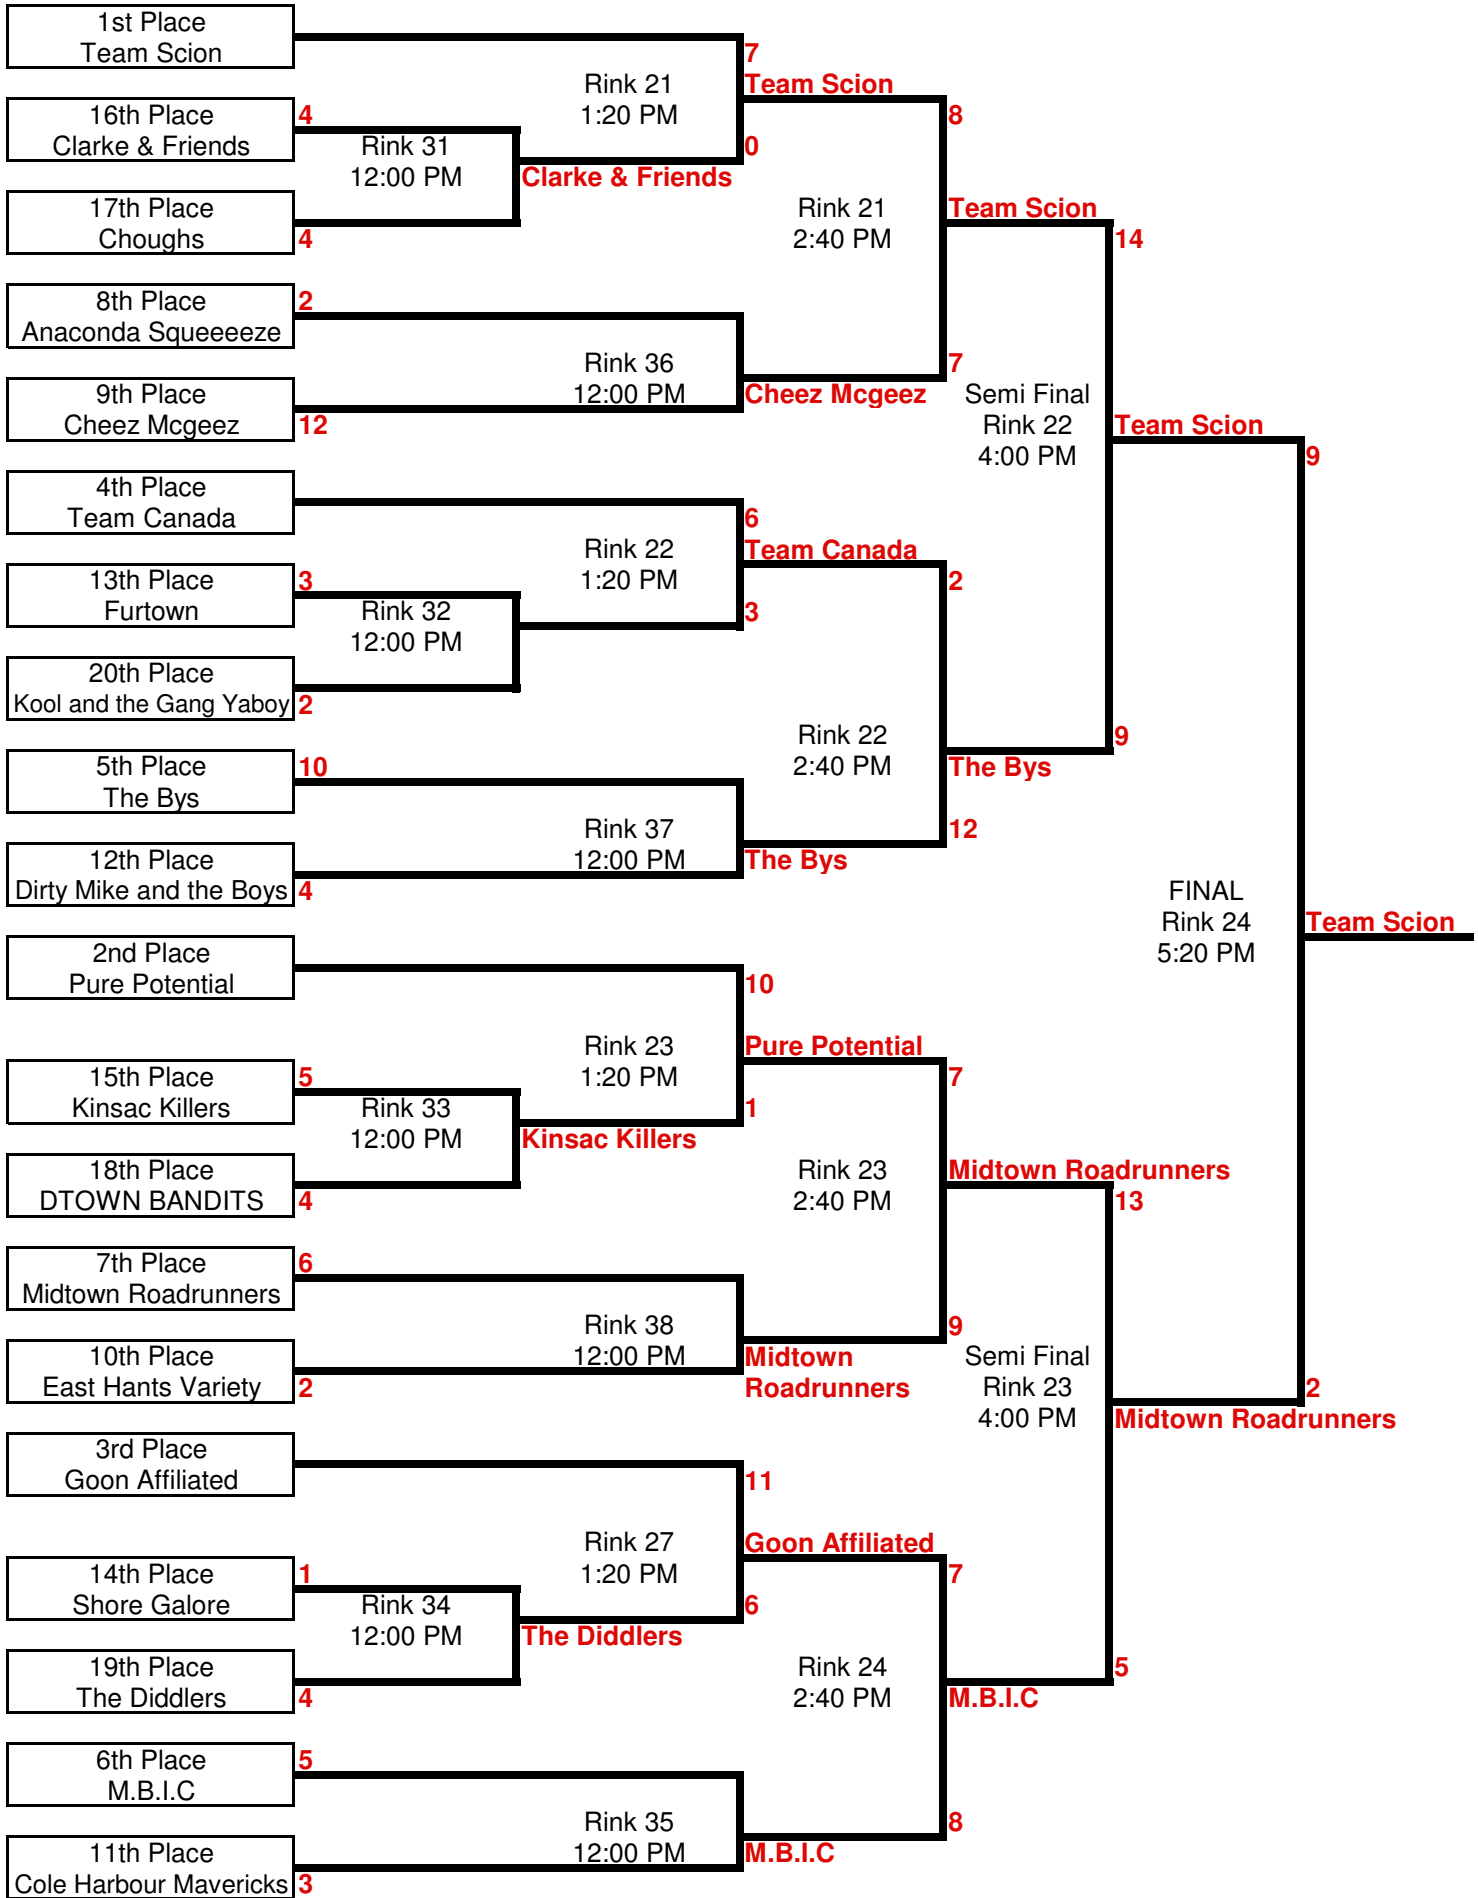 1st Place
Team Scion
7
Rink 21
Team Scion
1:20 PM
16th Place
4
8
Clarke & Friends
Rink 31
0
12:00 PM
Clarke & Friends
17th Place
Choughs
4
Rink 21
Team Scion
2:40 PM
14
8th Place
2
Anaconda Squeeeeze
Rink 36
7
12:00 PM
Cheez Mcgeez
9th Place
Cheez Mcgeez
12
Semi Final
Rink 22
4:00 PM
Team Scion
9
4th Place
Team Canada
6
Rink 22
Team Canada
1:20 PM
2
13th Place
3
Furtown
Rink 32
3
12:00 PM
20th Place
Kool and the Gang Yaboy
2
Rink 22
9
2:40 PM
The Bys
5th Place
10
The Bys
Rink 37
12
12:00 PM
The Bys
12th Place
Dirty Mike and the Boys
4
FINAL
Rink 24
Team Scion
5:20 PM
2nd Place
Pure Potential
10
Rink 23
Pure Potential
1:20 PM
7
15th Place
5
Kinsac Killers
Rink 33
1
12:00 PM
Kinsac Killers
18th Place
DTOWN BANDITS
4
Rink 23
Midtown Roadrunners
2:40 PM
13
7th Place
6
Midtown Roadrunners
Rink 38
9
12:00 PM
Midtown
Roadrunners
10th Place
East Hants Variety
2
Semi Final
Rink 23
4:00 PM
2
Midtown Roadrunners
3rd Place
Goon Affiliated
11
Rink 27
Goon Affiliated
1:20 PM
7
14th Place
1
Shore Galore
Rink 34
6
12:00 PM
The Diddlers
19th Place
The Diddlers
4
Rink 24
5
2:40 PM
M.B.I.C
6th Place
5
M.B.I.C
Rink 35
8
12:00 PM
M.B.I.C
11th Place
Cole Harbour Mavericks
3